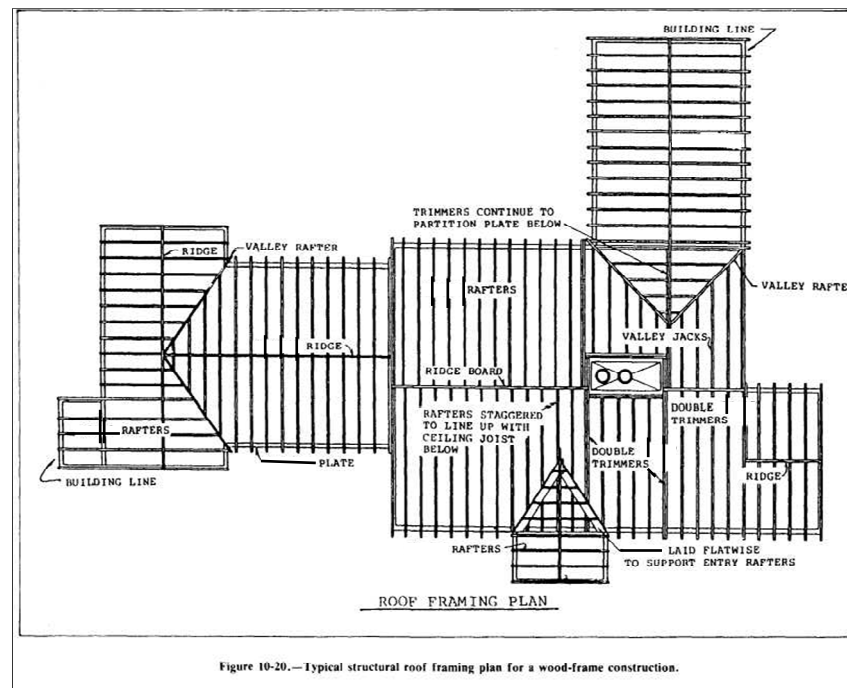 BUILDING LINE
TRIMMERS CONTINUE TO
PARTITION PLATE BELOW
RIDGE
VALLEY RAFTER
VALLEY RAFTE
RAFTERS
VALLEY JACKS
RIDGE
RIDGE BOARD
RAFTERS STAGGERED
TO LINE UP WITH
CEILING JOIST
BELOW
DOUBLE
TRIMMERS
RAFTERS
DOUBLE
TRIMMERS
PLATE
RIDGE
BUILDING LINE
RAFTERS
LAID FLATWISE
TO SUPPORT ENTRY RAFTERS
ROOF FRAMING PLAN
Figure 10-20.—Typical structural roof framing plan for a wood-frame construction.